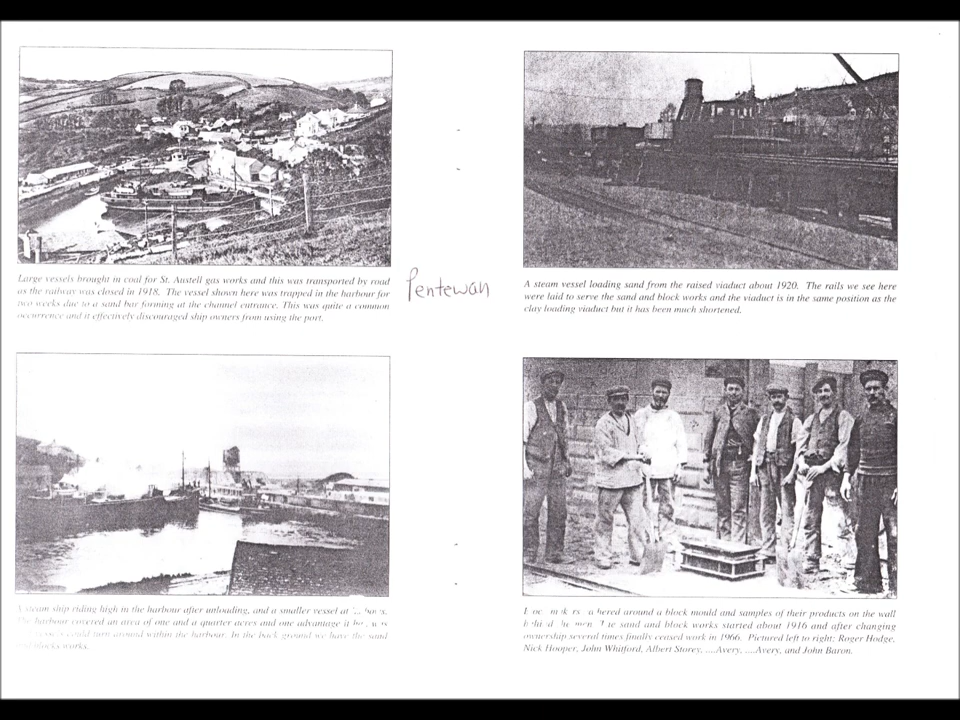 Large vessels brought in coal for St. Austell gas works and this was transported by road
as the railway was closed in 1918. The vessel shown here was trapped in the harbour for
two weeks due to a sand bar forming at the channel entrance. This was quite a common
occurrence and it effectively discouraged ship owners from using the port.
Pentewan
A steam vessel loading sand from the raised viaduct about 1920. The rails we see here
were laid to serve the sand and block works and the viaduct is in the same position as the
clay loading viaduct but it has been much shortened.
A steam ship riding high in the harbour after unloading, and a smaller vessel at
harbour covered an area of one and a quarter acres and one advantage it
could turn around within the harbour. In the back ground we have the sand
blocks works.
around a block mould and samples of their products on the wall
sand and block works started about 1916 and after changing
ownership several times finally ceased work in 1966. Pictured left to right; Roger Hodge,
Nick Hooper, John Whitford, Albert Storey, ....Avery, ....Avery, and John Baron.